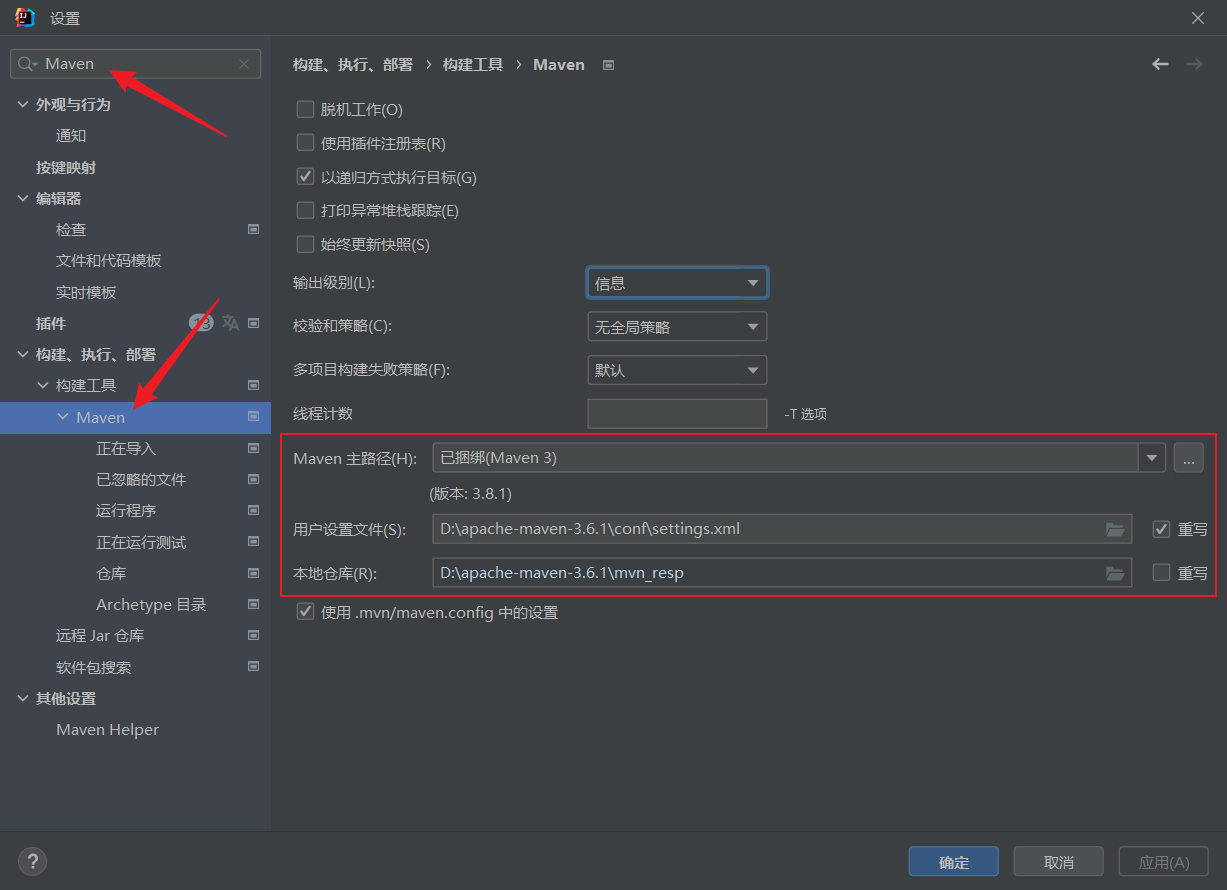 设置
Maven
外观与行为
通知
按键映射
编辑器
检查
文件和代码模板
实时模板
插件
13
构建、执行、部署
构建工具
Maven
正在导入
已忽略的文件
运行程序
正在运行测试
仓库
Archetype 目录
远程 Jar 仓库
软件包搜索
其他设置
Maven Helper
构建、执行、部署 › 构建工具 › Maven
脱机工作(O)
使用插件注册表(R)
以递归方式执行目标(G)
打印异常堆栈跟踪(E)
始终更新快照(S)
输出级别(L): 信息
校验和策略(C): 无全局策略
多项目构建失败策略(F): 默认
线程计数 -T 选项
Maven 主路径(H): 已捆绑(Maven 3) ...
(版本: 3.8.1)
用户设置文件(S): D:\apache-maven-3.6.1\conf\settings.xml 重写
本地仓库(R): D:\apache-maven-3.6.1\mvn_resp 重写
使用 .mvn/maven.config 中的设置
? 确定 取消 应用(A)